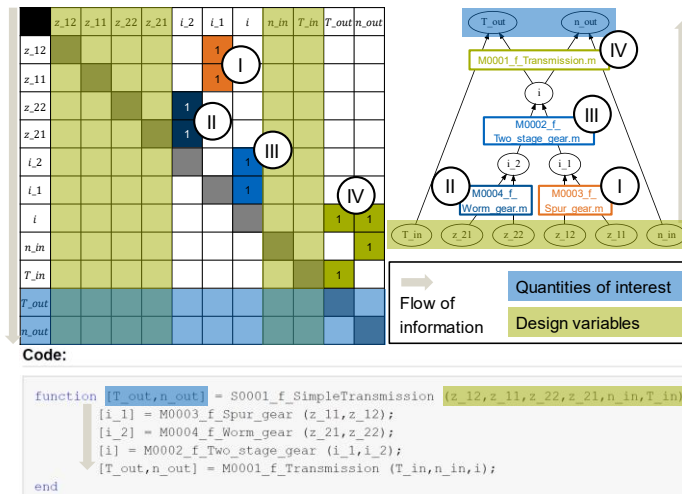 z_12 z_11 z_22 z_21 i_2 i_1 i n_in T_in T_out n_out
z_12 1
z_11 1
z_22 1
z_21 1
i_2 1
i_1 1
i 1 1
n_in 1
T_in 1
T_out
n_out
I
II
III
IV
T_out n_out
M0001_f_Transmission.m
IV
i
M0002_f_
Two_stage_gear.m
III
i_2 i_1
II
M0004_f_
Worm_gear.m
M0003_f_
Spur_gear.m
I
T_in z_21 z_22 z_12 z_11 n_in
Flow of
information
Quantities of interest
Design variables
Code:
function [T_out,n_out] = S0001_f_SimpleTransmission (z_12,z_11,z_22,z_21,n_in,T_in)
[i_1] = M0003_f_Spur_gear (z_11,z_12);
[i_2] = M0004_f_Worm_gear (z_21,z_22);
[i] = M0002_f_Two_stage_gear (i_1,i_2);
[T_out,n_out] = M0001_f_Transmission (T_in,n_in,i);
end